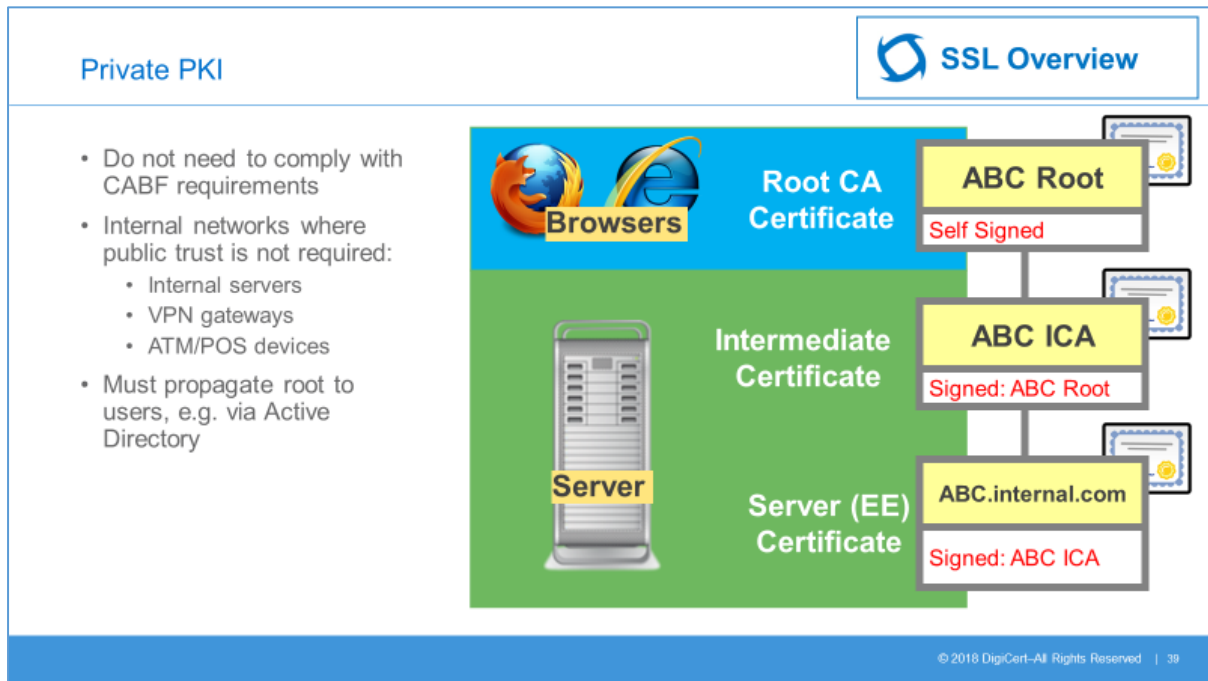 Private PKI
SSL Overview
• Do not need to comply with
CABF requirements
• Internal networks where
public trust is not required:
• Internal servers
• VPN gateways
• ATM/POS devices
• Must propagate root to
users, e.g. via Active
Directory
Browsers
Root CA
Certificate
ABC Root
Self Signed
Server
Intermediate
Certificate
ABC ICA
Signed: ABC Root
Server (EE)
Certificate
ABC.internal.com
Signed: ABC ICA
© 2018 DigiCert–All Rights Reserved | 39